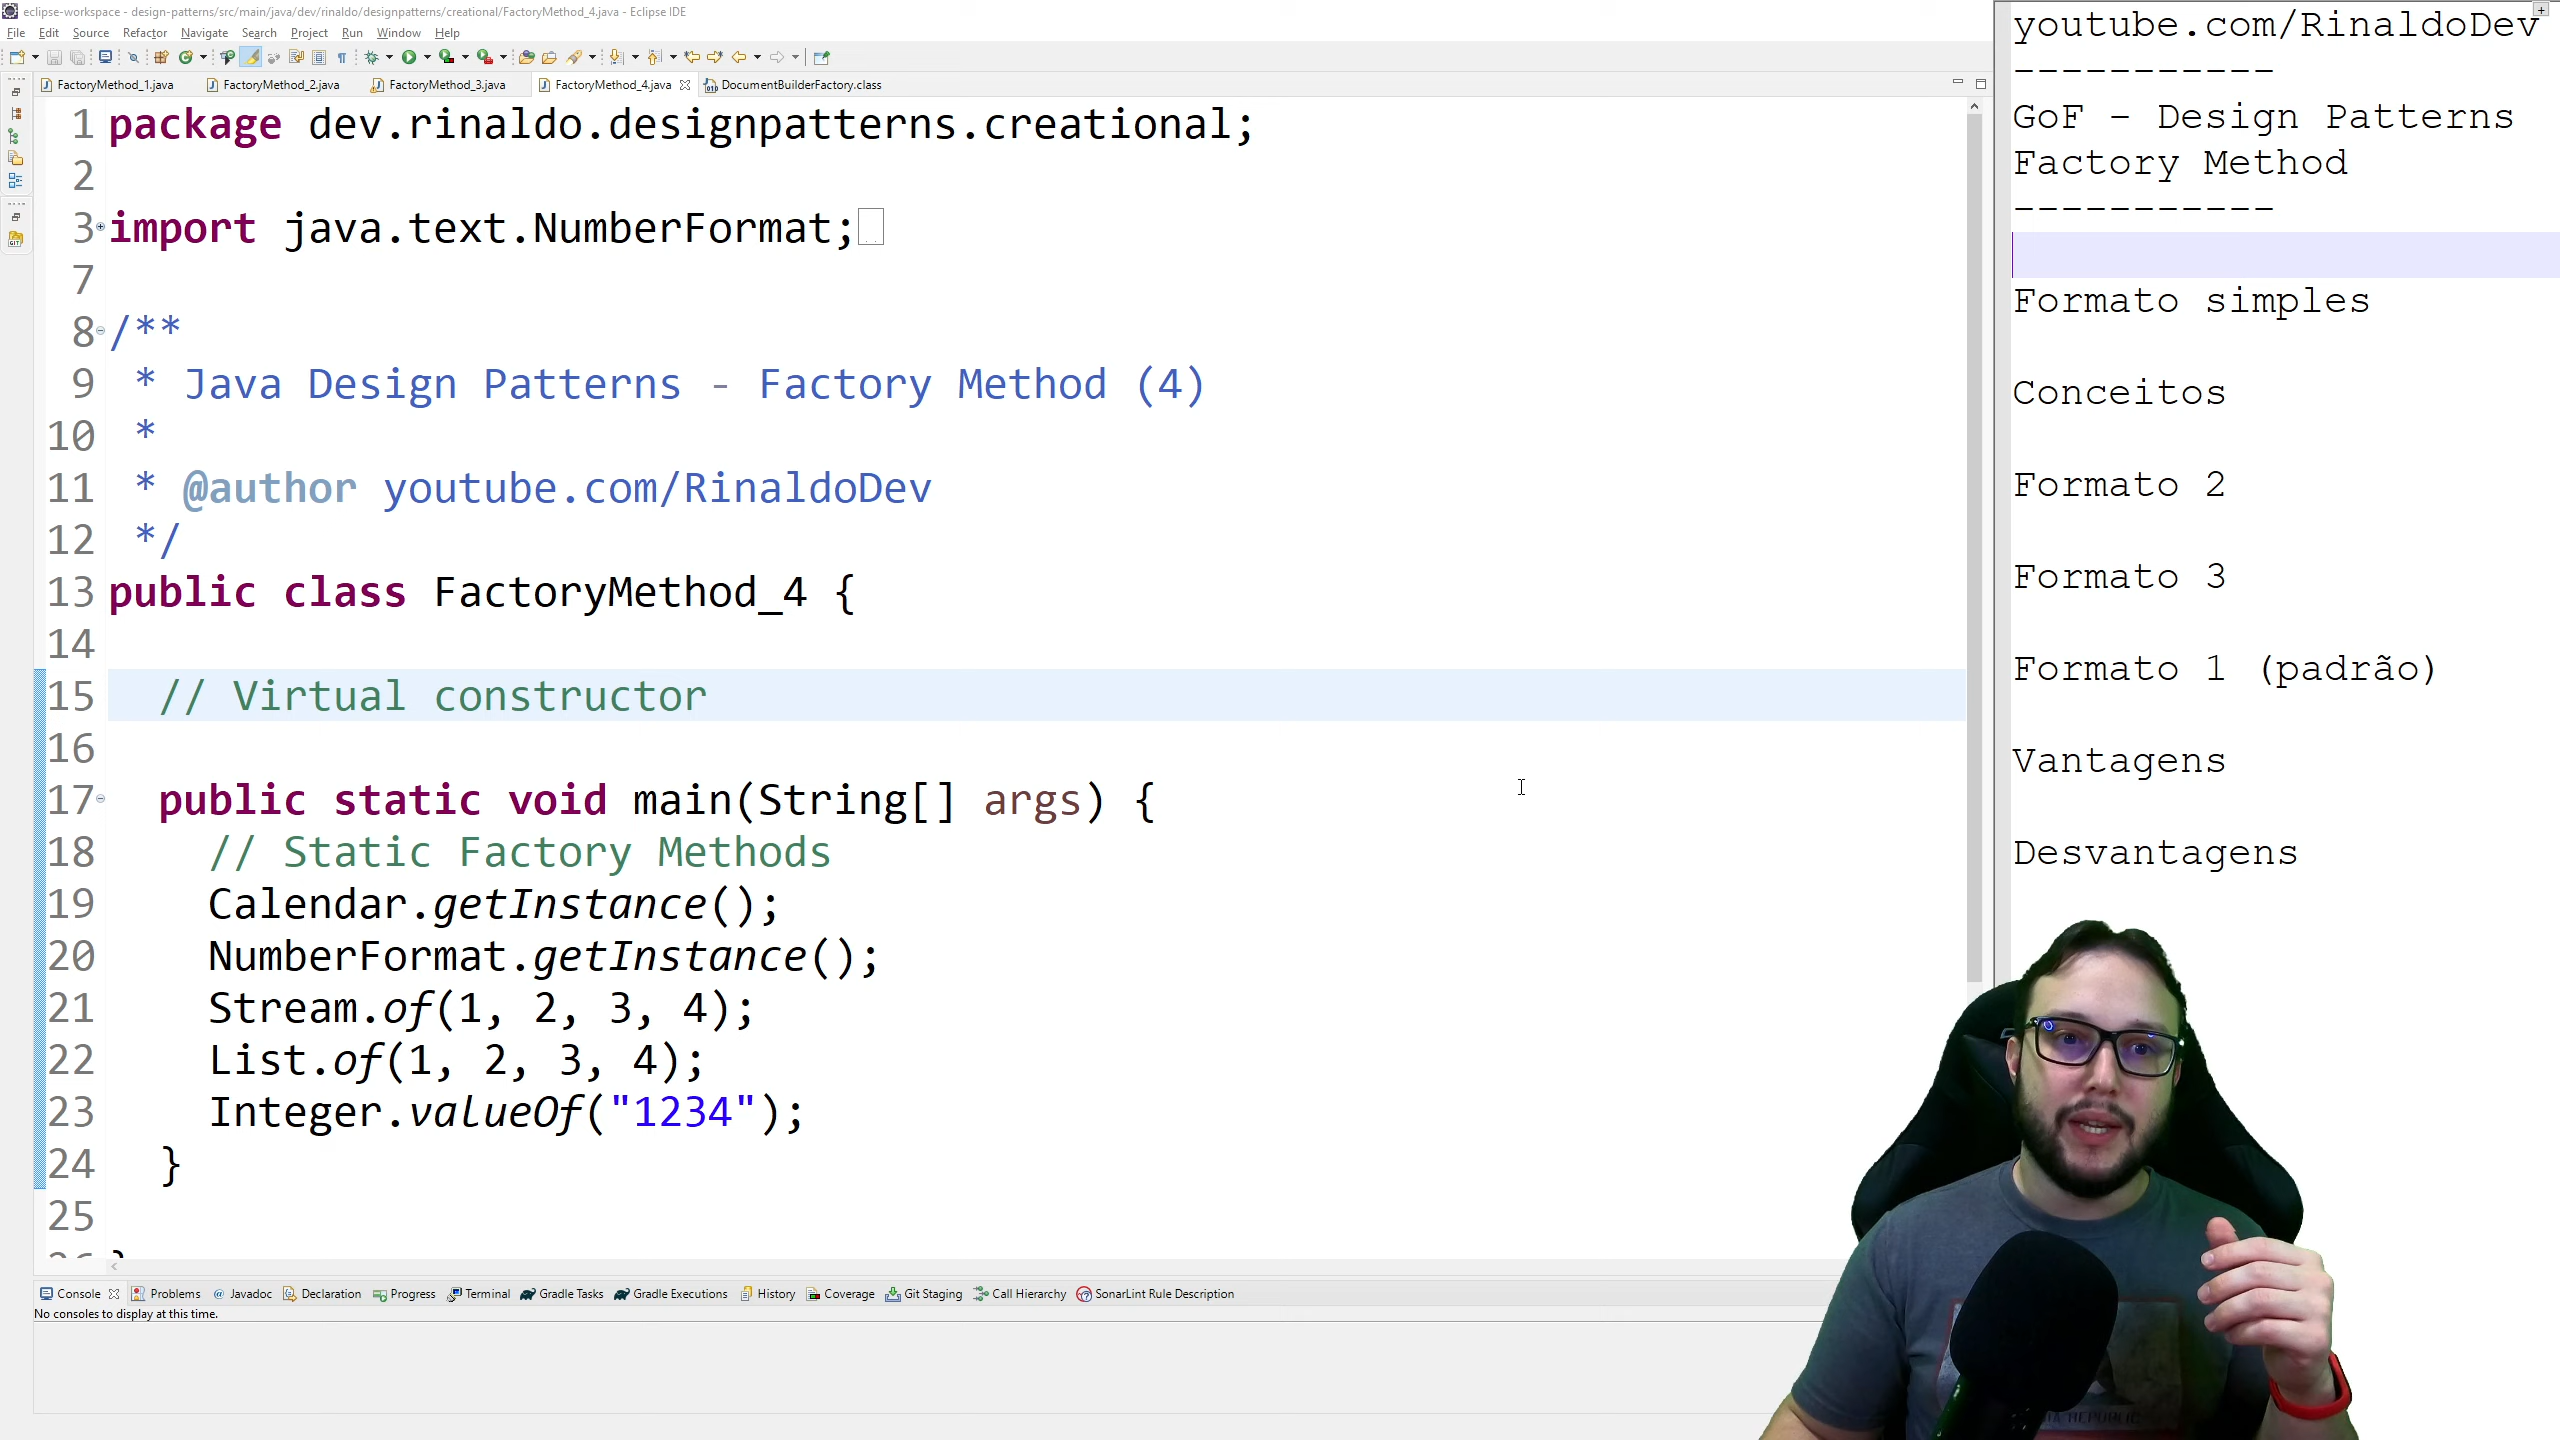 eclipse-workspace - design-patterns/src/main/java/dev/rinaldo/designpatterns/creational/FactoryMethod_4.java - Eclipse IDE
File Edit Source Refactor Navigate Search Project Run Window Help
FactoryMethod_1.java FactoryMethod_2.java FactoryMethod_3.java FactoryMethod_4.java DocumentBuilderFactory.class
1 package dev.rinaldo.designpatterns.creational;
2
3 import java.text.NumberFormat;
7
8 /**
9 * Java Design Patterns - Factory Method (4)
10 *
11 * @author youtube.com/RinaldoDev
12 */
13 public class FactoryMethod_4 {
14
15 // Virtual constructor
16
17 public static void main(String[] args) {
18 // Static Factory Methods
19 Calendar.getInstance();
20 NumberFormat.getInstance();
21 Stream.of(1, 2, 3, 4);
22 List.of(1, 2, 3, 4);
23 Integer.valueOf("1234");
24 }
25
Console Problems Javadoc Declaration Progress Terminal Gradle Tasks Gradle Executions History Coverage Git Staging Call Hierarchy SonarLint Rule Description
No consoles to display at this time.
youtube.com/RinaldoDev
-----------
GoF - Design Patterns
Factory Method
-----------
Formato simples
Conceitos
Formato 2
Formato 3
Formato 1 (padrão)
Vantagens
Desvantagens